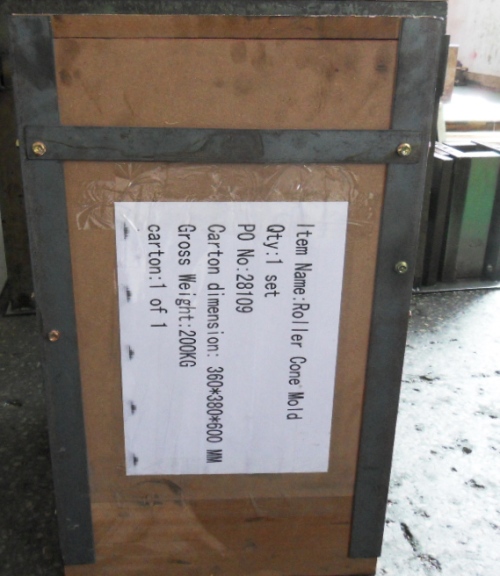 Item Name:Roller Cone Mold
Qty:1 set
PO No:28109
Carton dimension: 360*380*600 MM
Gross Weight:200KG
carton:1 of 1